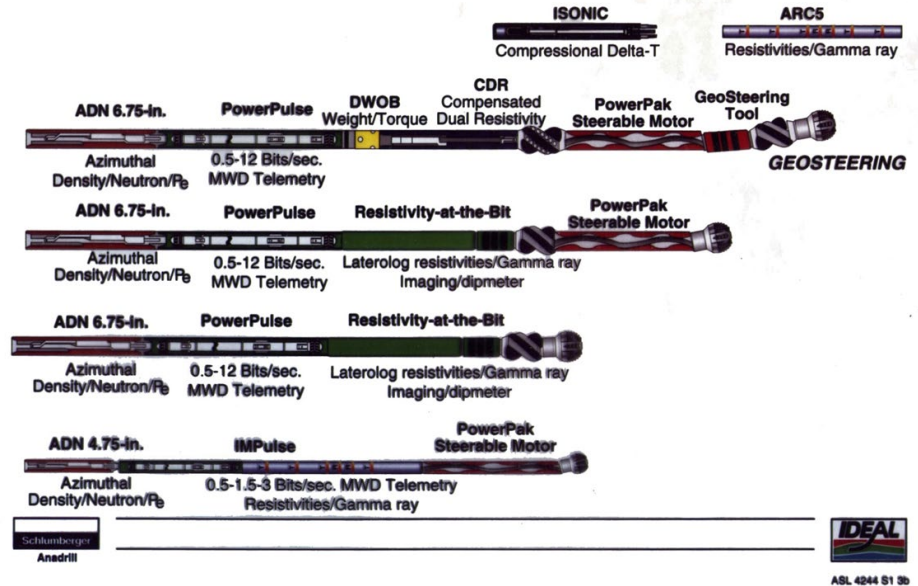 ISONIC
Compressional Delta-T
ARC5
Resistivities/Gamma ray
ADN 6.75-in.
PowerPulse
DWOB
Weight/Torque
CDR
Compensated
Dual Resistivity
PowerPak
Steerable Motor
GeoSteering
Tool
Azimuthal
Density/Neutron/Pe
0.5-12 Bits/sec.
MWD Telemetry
GEOSTEERING
ADN 6.75-in.
PowerPulse
Resistivity-at-the-Bit
PowerPak
Steerable Motor
Azimuthal
Density/Neutron/Pe
0.5-12 Bits/sec.
MWD Telemetry
Laterolog resistivities/Gamma ray
Imaging/dipmeter
ADN 6.75-in.
PowerPulse
Resistivity-at-the-Bit
Azimuthal
Density/Neutron/Pe
0.5-12 Bits/sec.
MWD Telemetry
Laterolog resistivities/Gamma ray
Imaging/dipmeter
ADN 4.75-in.
IMPulse
PowerPak
Steerable Motor
Azimuthal
Density/Neutron/Pe
0.5-1.5-3 Bits/sec. MWD Telemetry
Resistivities/Gamma ray
Schlumberger
Anadrill
IDEAL
ASL 4244 S1 3b